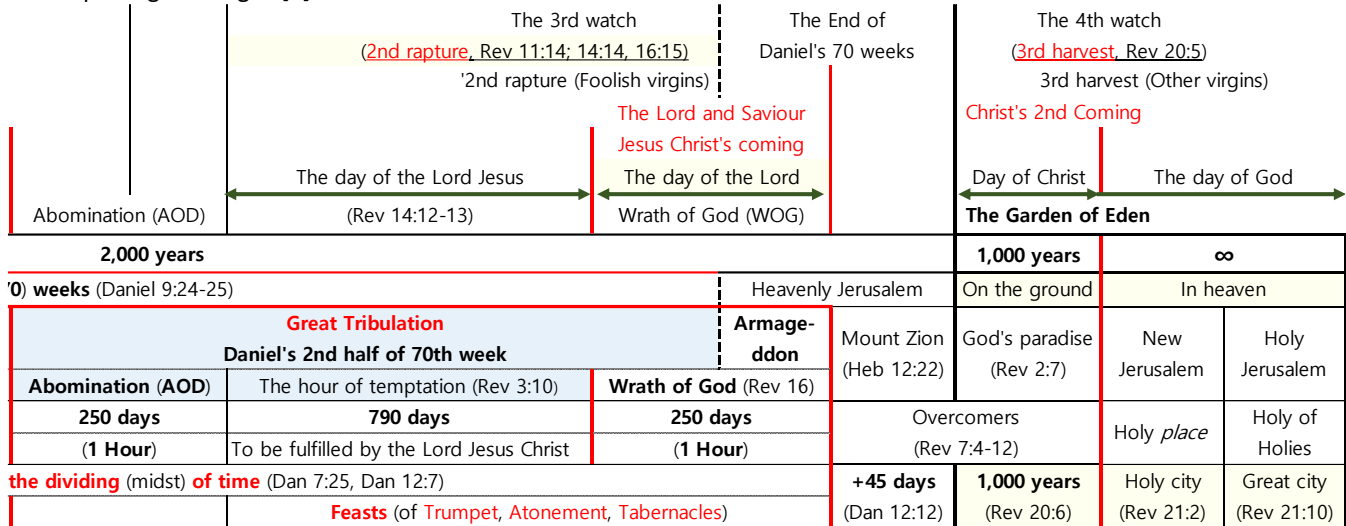 The 3rd watch
The End of
The 4th watch
(2nd rapture, Rev 11:14; 14:14, 16:15)
Daniel's 70 weeks
(3rd harvest, Rev 20:5)
'2nd rapture (Foolish virgins)
3rd harvest (Other virgins)
The Lord and Saviour
Christ's 2nd Coming
Jesus Christ's coming
The day of the Lord Jesus
The day of the Lord
Day of Christ
The day of God
Abomination (AOD)
(Rev 14:12-13)
Wrath of God (WOG)
The Garden of Eden
2,000 years
1,000 years
∞
0) weeks (Daniel 9:24-25)
Heavenly Jerusalem
On the ground
In heaven
Great Tribulation
Daniel's 2nd half of 70th week
Armage-
ddon
Mount Zion
(Heb 12:22)
God's paradise
(Rev 2:7)
New
Jerusalem
Holy
Jerusalem
Abomination (AOD)
The hour of temptation (Rev 3:10)
Wrath of God (Rev 16)
250 days
790 days
250 days
Overcomers
(Rev 7:4-12)
Holy place
Holy of
Holies
(1 Hour)
To be fulfilled by the Lord Jesus Christ
(1 Hour)
the dividing (midst) of time (Dan 7:25, Dan 12:7)
+45 days
(Dan 12:12)
1,000 years
(Rev 20:6)
Holy city
(Rev 21:2)
Great city
(Rev 21:10)
Feasts (of Trumpet, Atonement, Tabernacles)